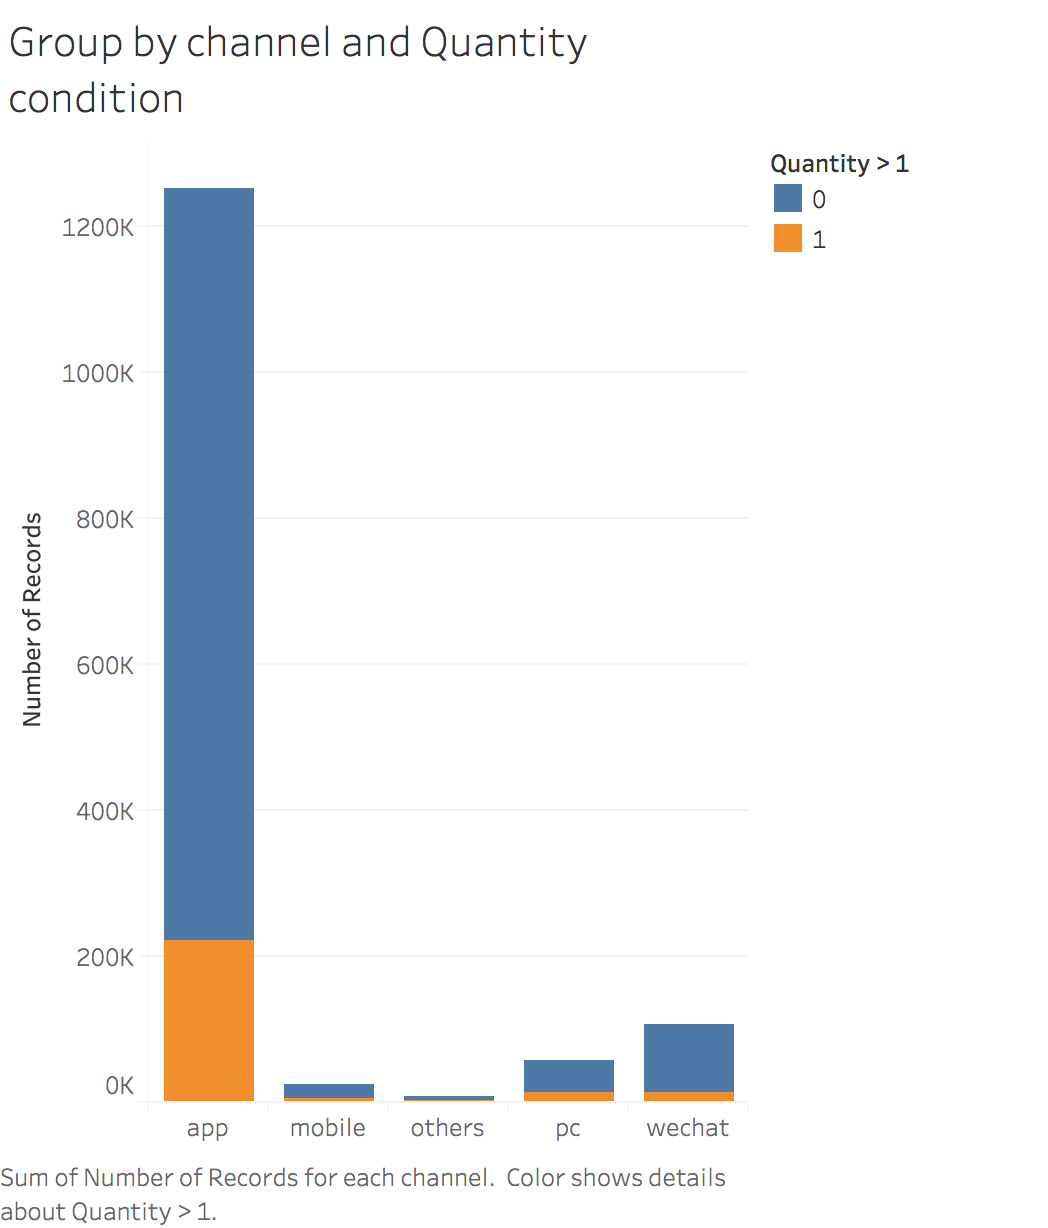 Group by channel and Quantity
condition
Quantity > 1
0
1
1200K
1000K
800K
600K
400K
200K
0K
Number of Records
app
mobile
others
pc
wechat
Sum of Number of Records for each channel.  Color shows details
about Quantity > 1.